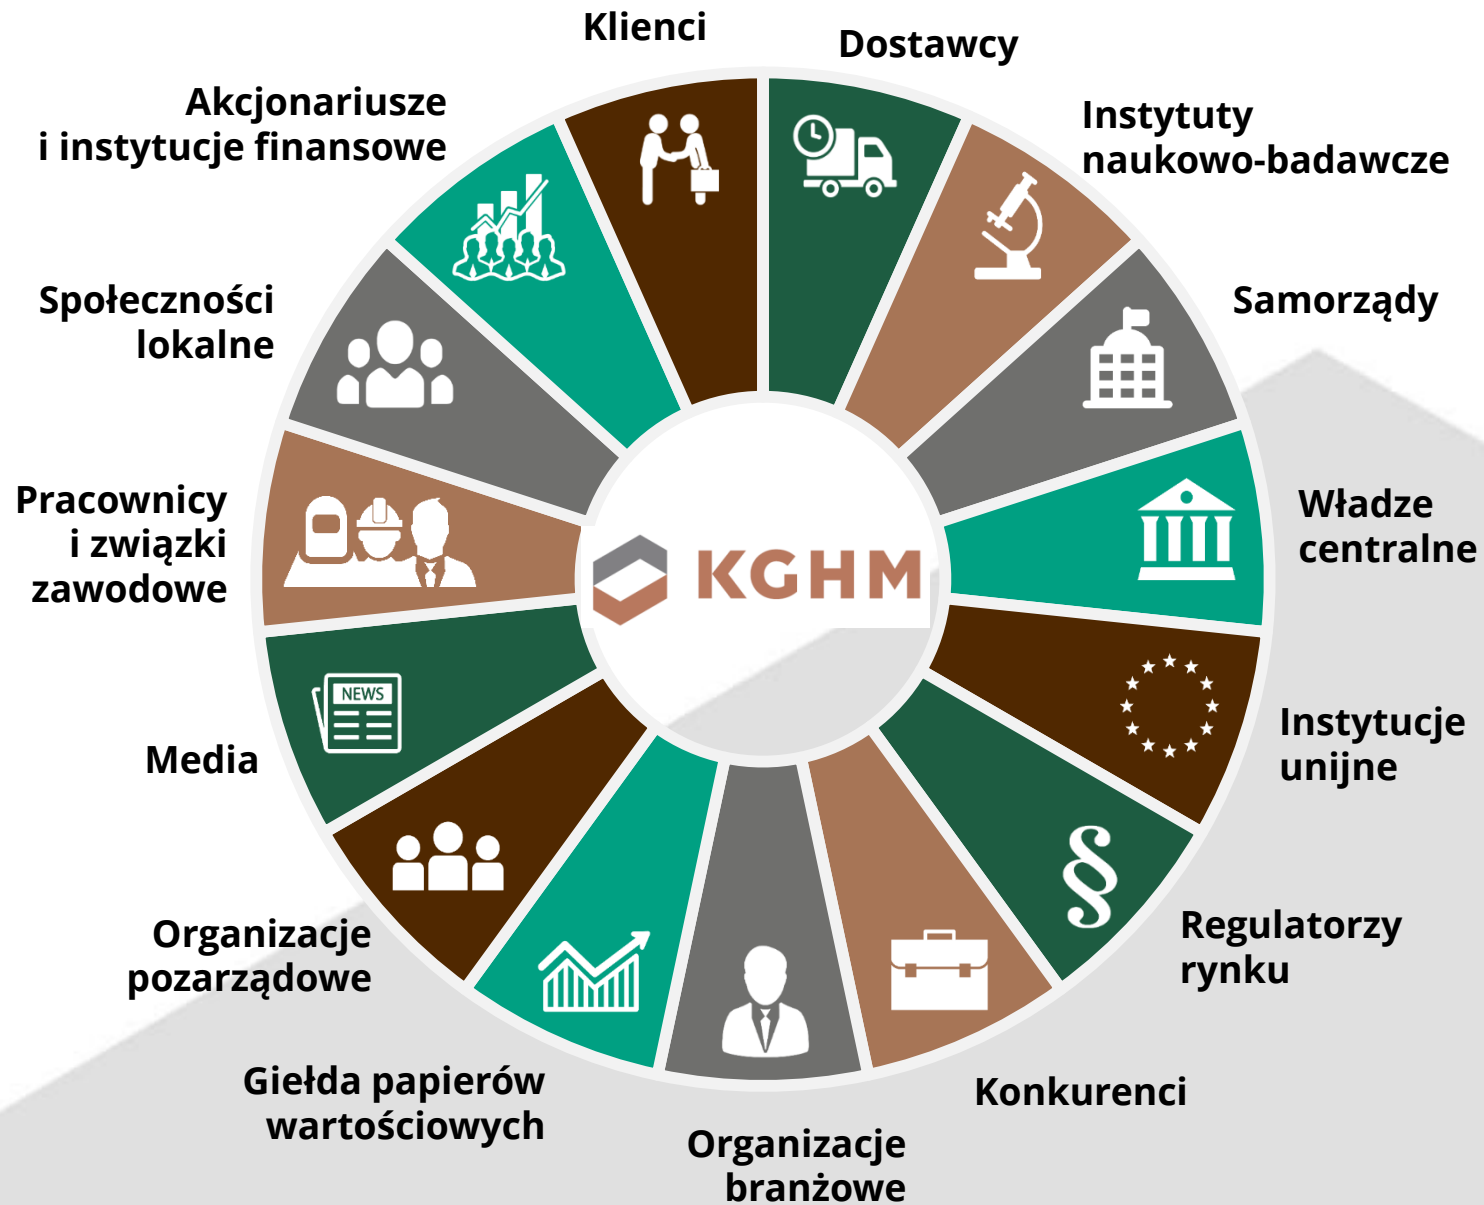 Klienci
Dostawcy
Akcjonariusze
i instytucje finansowe
Instytuty
naukowo-badawcze
Społeczności
lokalne
Samorządy
Pracownicy
i związki
zawodowe
Władze
centralne
KGHM
NEWS
Media
Instytucje
unijne
§
Organizacje
pozarządowe
Regulatorzy
rynku
Giełda papierów
wartościowych
Konkurenci
Organizacje
branżowe